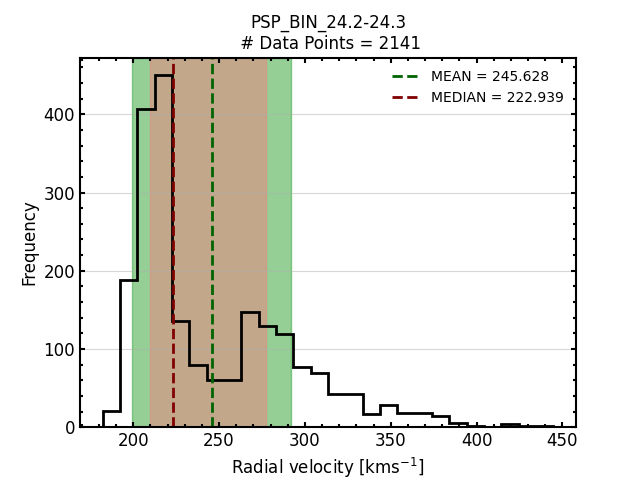 PSP_BIN_24.2-24.3
# Data Points = 2141
MEAN = 245.628
MEDIAN = 222.939
Frequency
400
300
200
100
0
200 250 300 350 400 450
Radial velocity [kms⁻¹]